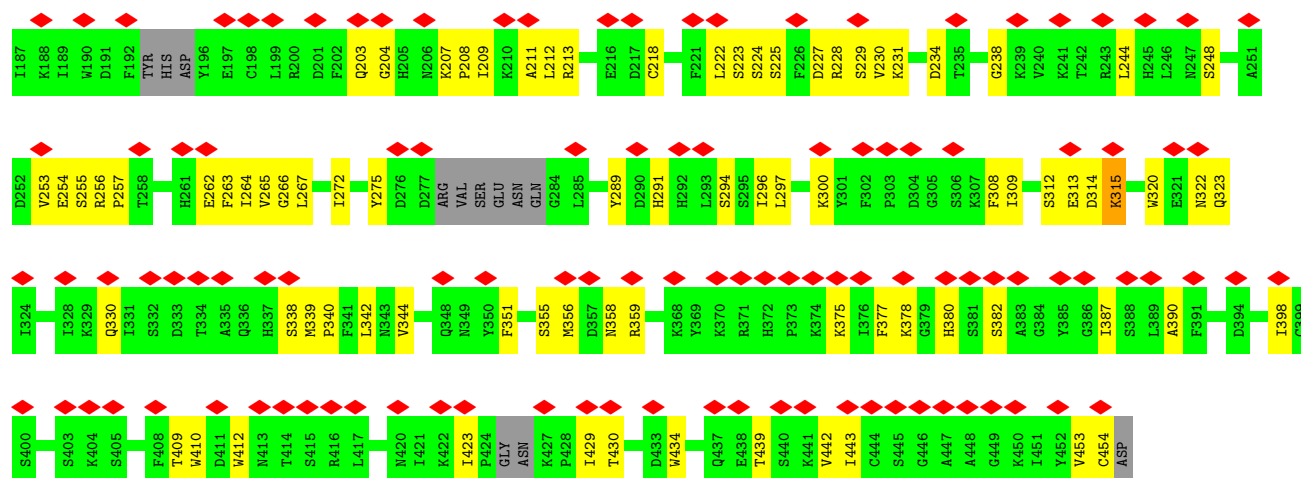 I187 K188 I189 W190 D191 F192 TYR HIS ASP Y196 E197 C198 L199 R200 D201 F202 Q203 G204 H205 N206 K207 P208 I209 K210 A211 L212 R213 E216 D217 C218 F221 L222 S223 S224 S225 F226 D227 R228 S229 V230 K231 D234 T235 G238 K239 V240 K241 T242 R243 L244 H245 L246 N247 S248 A251
D252 V253 E254 S255 R256 P257 T258 H261 E262 F263 I264 V265 G266 L267 I272 Y275 D276 D277 ARG VAL SER GLU ASN GLN G284 L285 Y289 D290 H291 H292 L293 S294 S295 I296 L297 K300 Y301 F302 P303 D304 G305 S306 K307 F308 I309 S312 E313 D314 K315 W320 E321 N322 Q323
I324 I328 K329 Q330 I331 S332 D333 T334 A335 Q336 H337 S338 M339 P340 F341 L342 N343 V344 Q348 N349 Y350 F351 S355 M356 D357 N358 R359 K368 Y369 K370 R371 H372 P373 K374 K375 I376 F377 K378 G379 H380 S381 S382 A383 G384 Y385 G386 I387 S388 L389 A390 F391 D394 I398
S400 S403 K404 S405 F408 T409 W410 D411 W412 N413 T414 S415 R416 L417 N420 I421 K422 I423 P424 GLY ASN K427 P428 I429 T430 D433 W434 Q437 E438 T439 S440 K441 V442 I443 C444 S445 G446 A447 A448 G449 K450 I451 Y452 V453 C454 ASP